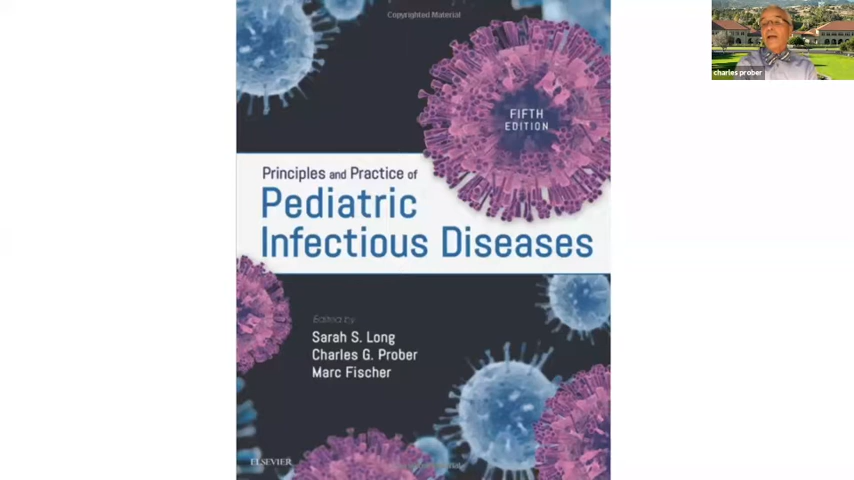 Copyrighted Material
FIFTH
EDITION
Principles and Practice of
Pediatric
Infectious Diseases
Edited by
Sarah S. Long
Charles G. Prober
Marc Fischer
ELSEVIER
charles prober